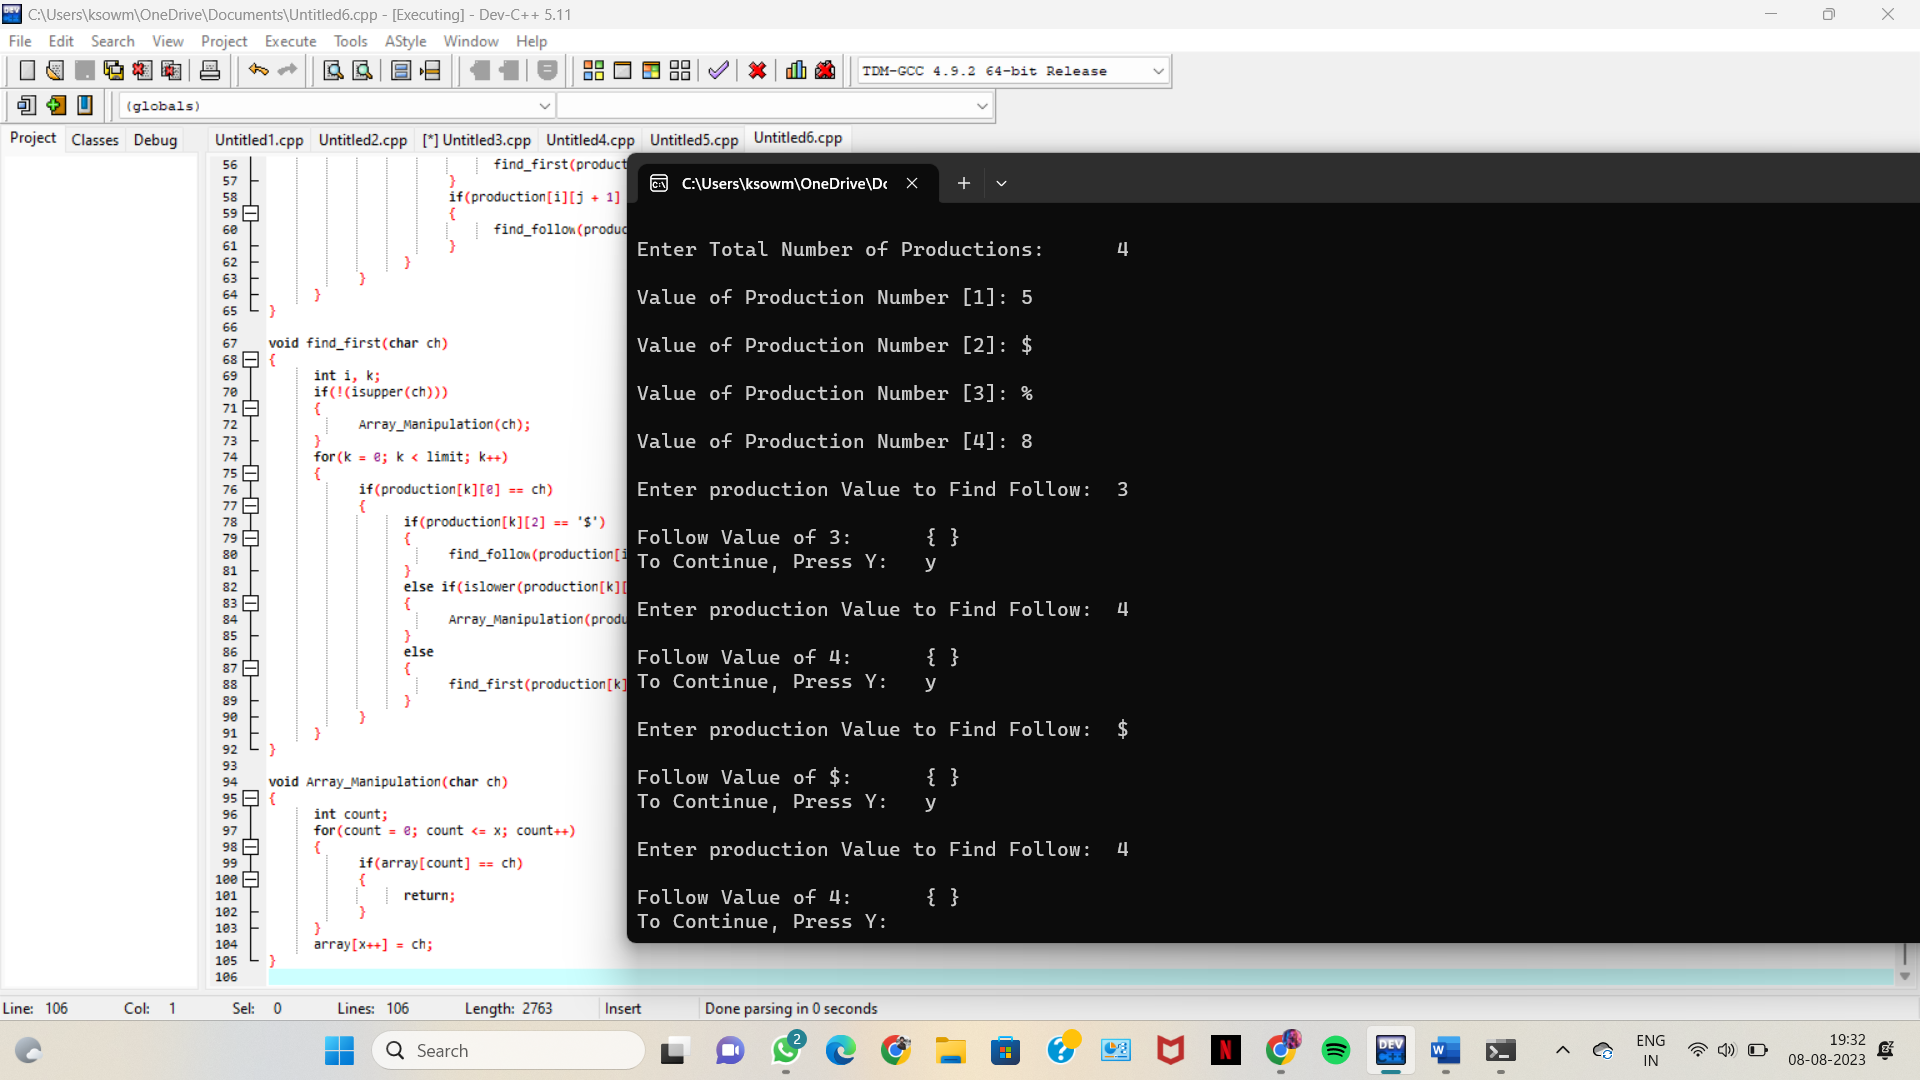 C:\Users\ksowm\OneDrive\Documents\Untitled6.cpp - [Executing] - Dev-C++ 5.11
File Edit Search View Project Execute Tools AStyle Window Help
TDM-GCC 4.9.2 64-bit Release
(globals)
Project Classes Debug
Untitled1.cpp Untitled2.cpp [*] Untitled3.cpp Untitled4.cpp Untitled5.cpp Untitled6.cpp
56 find_first(product
57 }
58 if(production[i][j + 1]
59 {
60 find_follow(produc
61 }
62 }
63 }
64 }
65 }
66
67 void find_first(char ch)
68 {
69 int i, k;
70 if(!(isupper(ch)))
71 {
72 Array_Manipulation(ch);
73 }
74 for(k = 0; k < limit; k++)
75 {
76 if(production[k][0] == ch)
77 {
78 if(production[k][2] == '$')
79 {
80 find_follow(production[i
81 }
82 else if(islower(production[k][
83 {
84 Array_Manipulation(produ
85 }
86 else
87 {
88 find_first(production[k]
89 }
90 }
91 }
92 }
93
94 void Array_Manipulation(char ch)
95 {
96 int count;
97 for(count = 0; count <= x; count++)
98 {
99 if(array[count] == ch)
100 {
101 return;
102 }
103 }
104 array[x++] = ch;
105 }
106
C:\Users\ksowm\OneDrive\Dc
Enter Total Number of Productions: 4
Value of Production Number [1]: 5
Value of Production Number [2]: $
Value of Production Number [3]: %
Value of Production Number [4]: 8
Enter production Value to Find Follow: 3
Follow Value of 3: { }
To Continue, Press Y: y
Enter production Value to Find Follow: 4
Follow Value of 4: { }
To Continue, Press Y: y
Enter production Value to Find Follow: $
Follow Value of $: { }
To Continue, Press Y: y
Enter production Value to Find Follow: 4
Follow Value of 4: { }
To Continue, Press Y:
Line: 106 Col: 1 Sel: 0 Lines: 106 Length: 2763 Insert Done parsing in 0 seconds
Search
2
DEV
C++
ENG
IN
19:32
08-08-2023